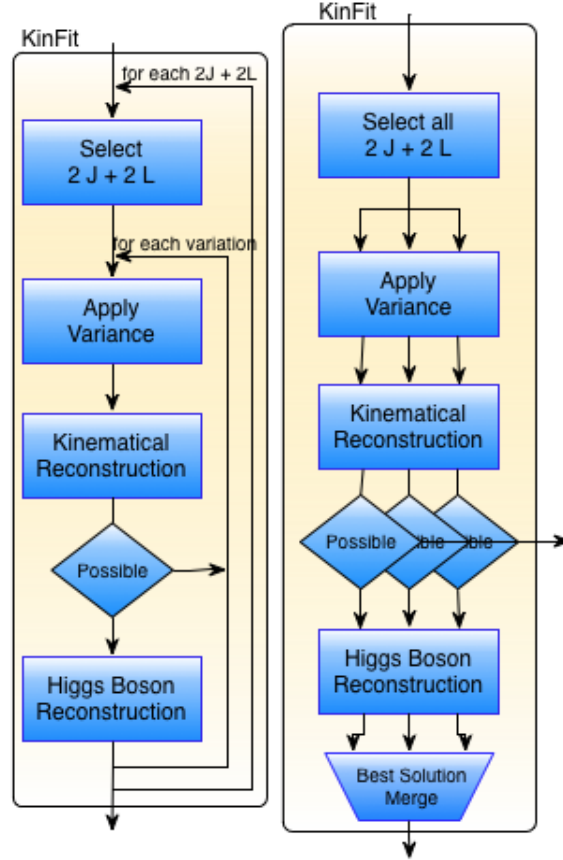 KinFit
for each 2J + 2L
Select
2 J + 2 L
for each variation
Apply
Variance
Kinematical
Reconstruction
Possible
Higgs Boson
Reconstruction
KinFit
Select all
2 J + 2 L
Apply
Variance
Kinematical
Reconstruction
Possible
Higgs Boson
Reconstruction
Best Solution
Merge